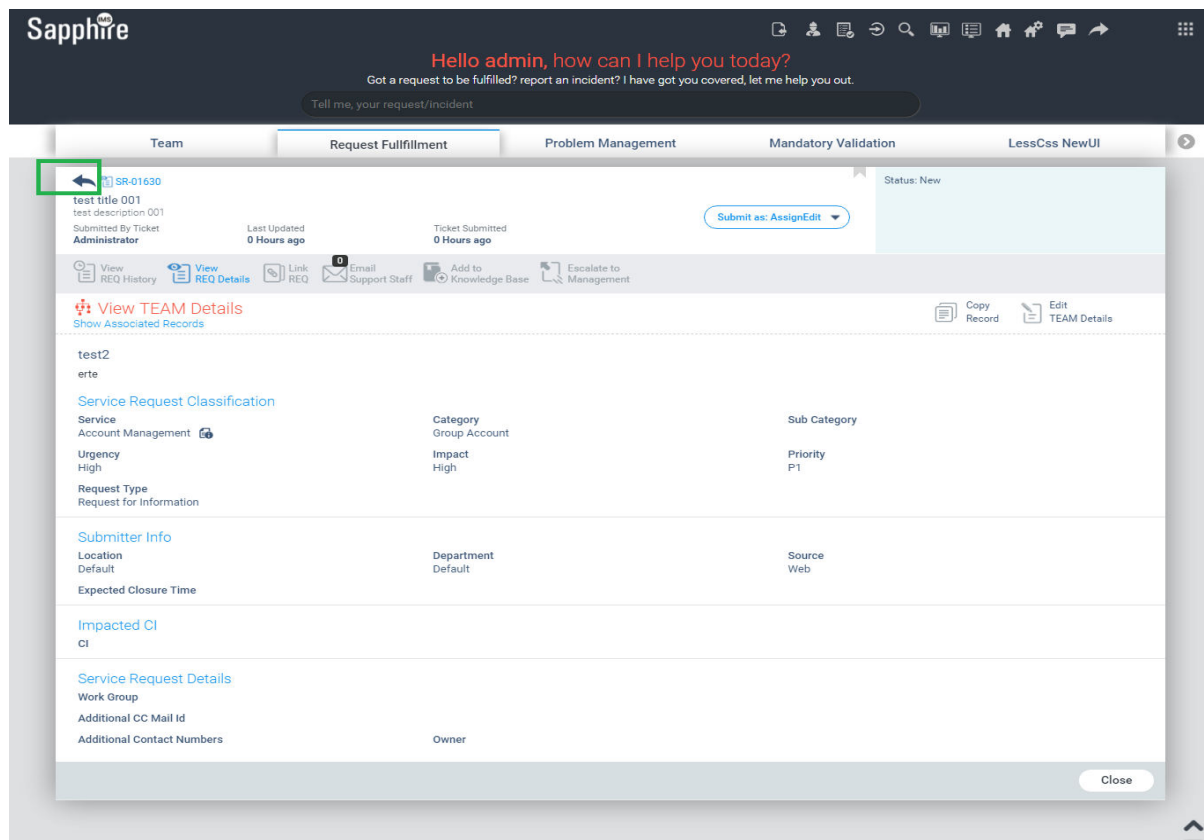 Sapphire
IMS
Hello admin, how can I help you today?
Got a request to be fulfilled? report an incident? I have got you covered, let me help you out.
Tell me, your request/incident
Team
Request Fullfillment
Problem Management
Mandatory Validation
LessCss NewUI
SR-01630
Status: New
test title 001
test description 001
Submit as: AssignEdit
Submitted By Ticket
Last Updated
Ticket Submitted
Administrator
0 Hours ago
0 Hours ago
View
REQ History
View
REQ Details
Link
REQ
0
Email
Support Staff
Add to
Knowledge Base
Escalate to
Management
View TEAM Details
Show Associated Records
Copy
Record
Edit
TEAM Details
test2
erte
Service Request Classification
Service
Account Management
Category
Group Account
Sub Category
Urgency
High
Impact
High
Priority
P1
Request Type
Request for Information
Submitter Info
Location
Default
Department
Default
Source
Web
Expected Closure Time
Impacted CI
CI
Service Request Details
Work Group
Additional CC Mail Id
Additional Contact Numbers
Owner
Close